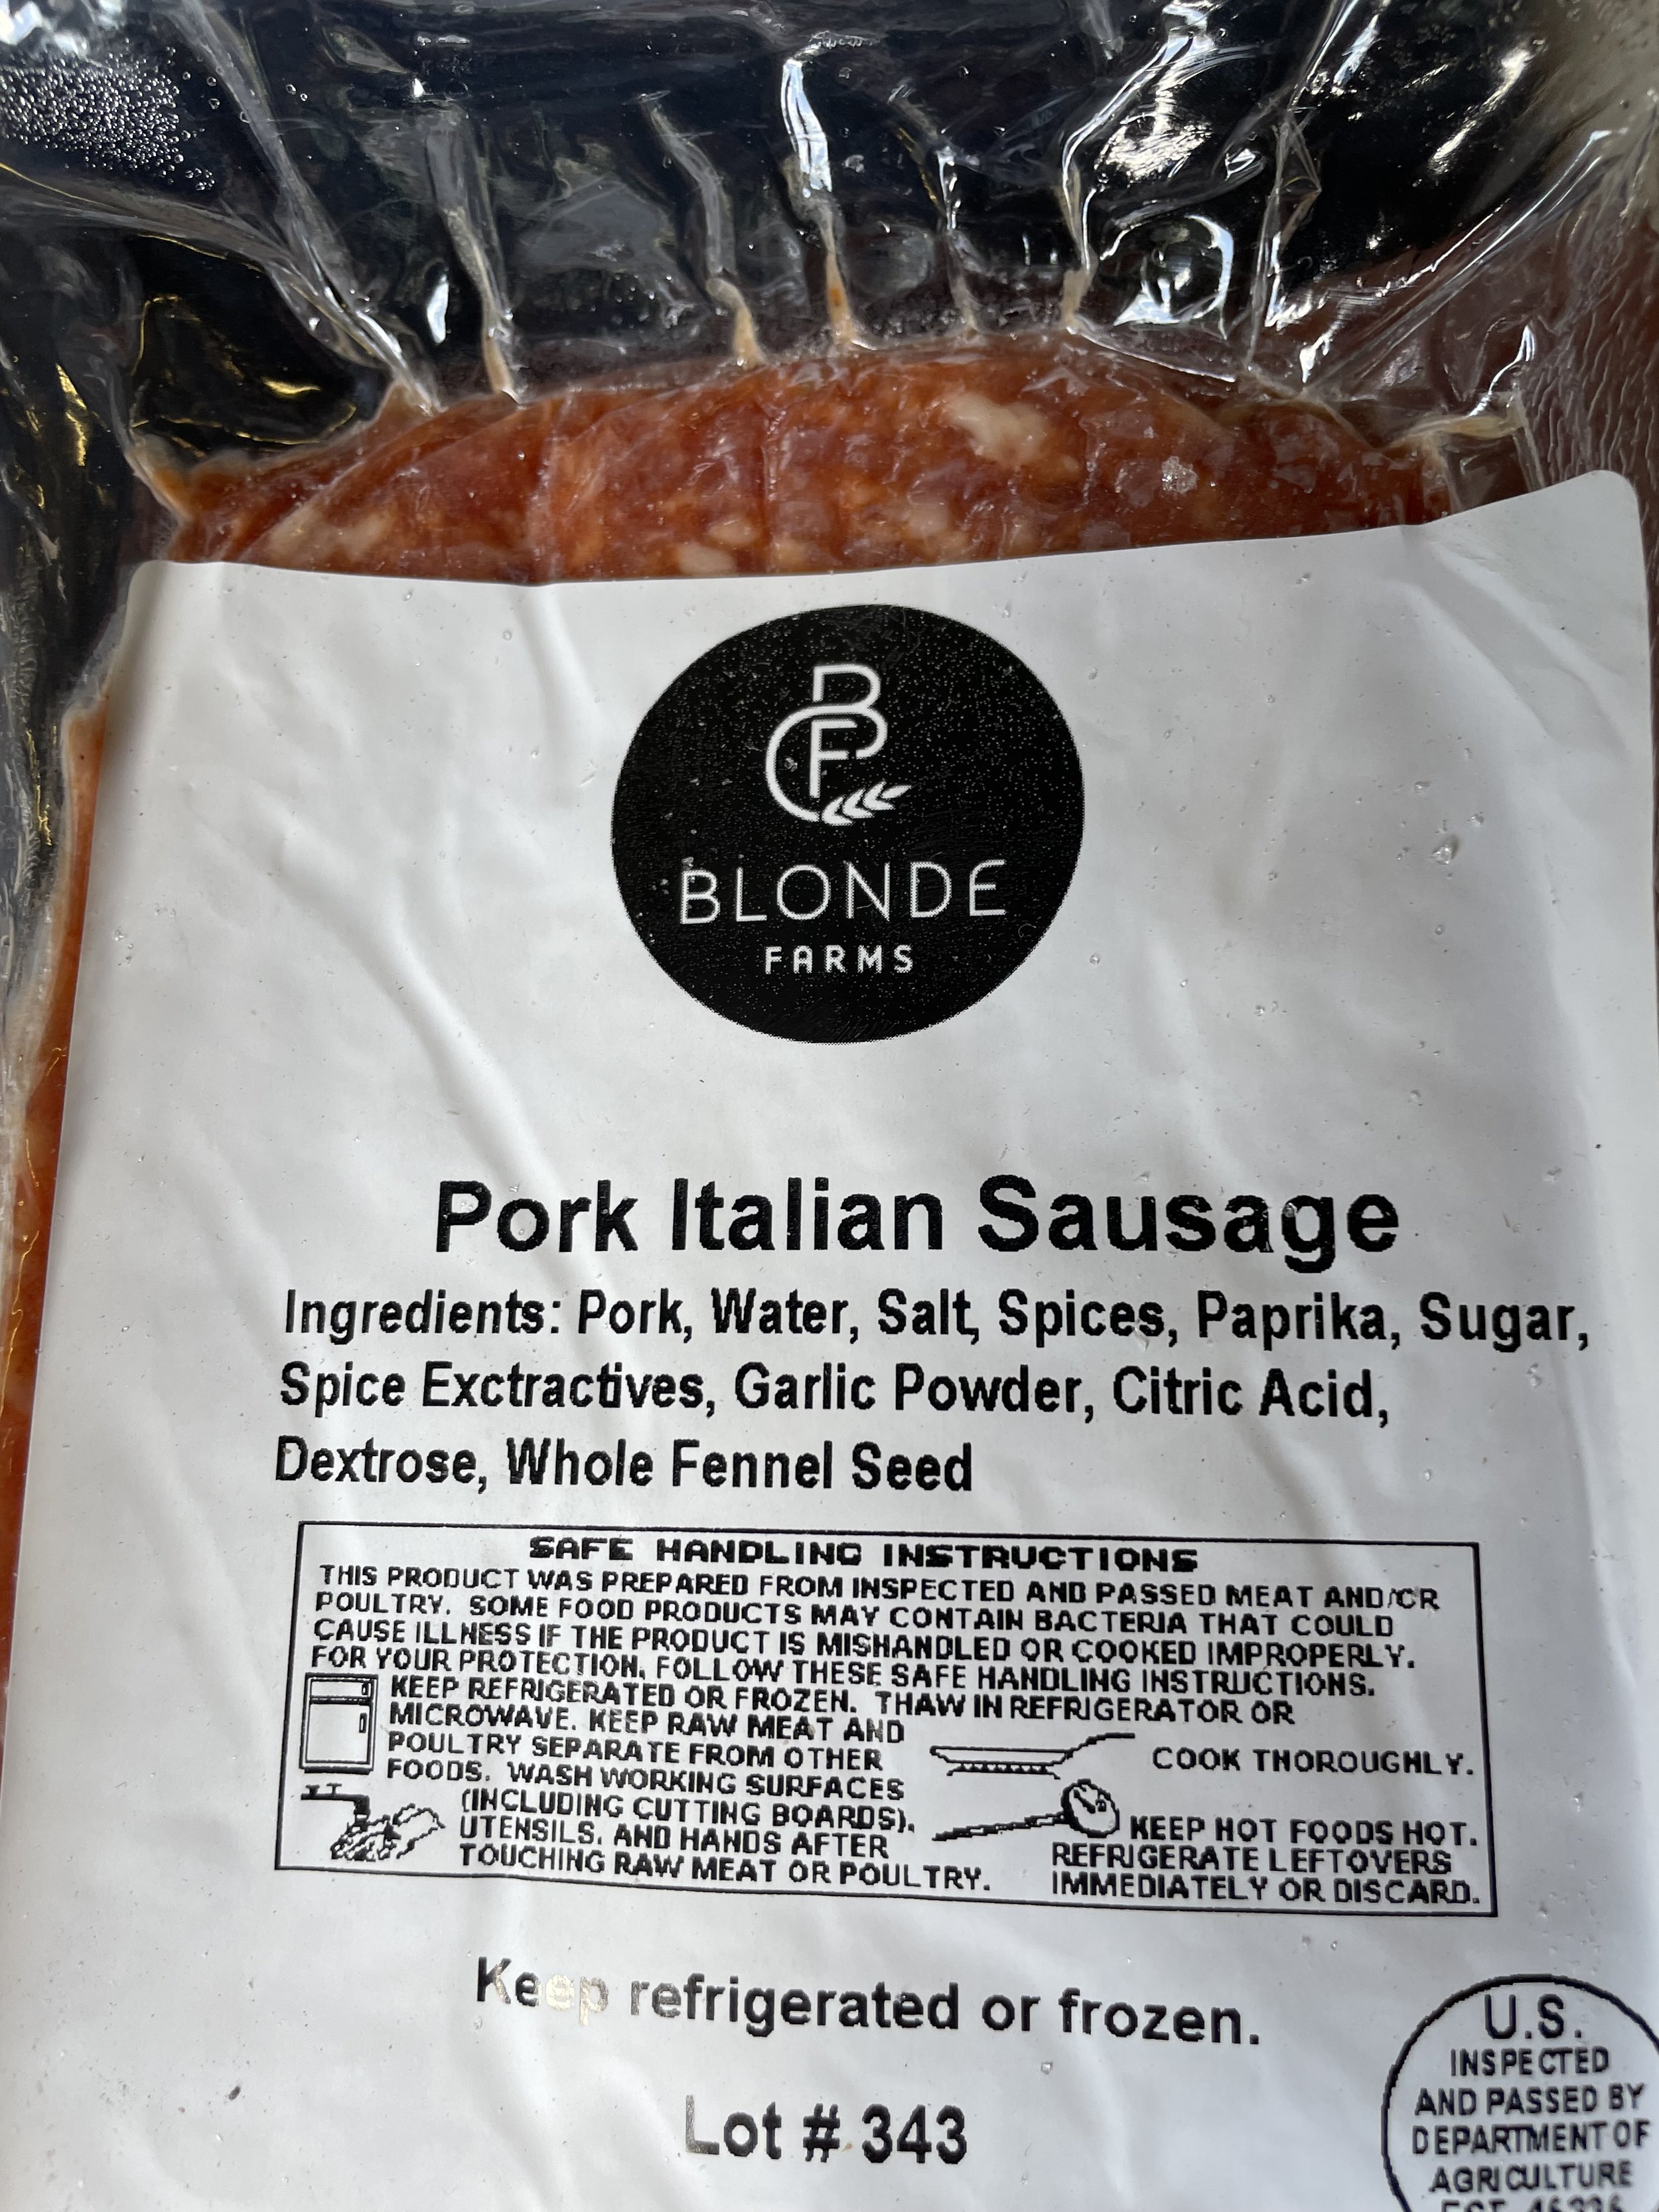 BF
BLONDE
FARMS
Pork Italian Sausage
Ingredients: Pork, Water, Salt, Spices, Paprika, Sugar,
Spice Exctractives, Garlic Powder, Citric Acid,
Dextrose, Whole Fennel Seed
SAFE HANDLING INSTRUCTIONS
THIS PRODUCT WAS PREPARED FROM INSPECTED AND PASSED MEAT AND/OR
POULTRY. SOME FOOD PRODUCTS MAY CONTAIN BACTERIA THAT COULD
CAUSE ILLNESS IF THE PRODUCT IS MISHANDLED OR COOKED IMPROPERLY.
FOR YOUR PROTECTION, FOLLOW THESE SAFE HANDLING INSTRUCTIONS.
KEEP REFRIGERATED OR FROZEN. THAW IN REFRIGERATOR OR
MICROWAVE. KEEP RAW MEAT AND
POULTRY SEPARATE FROM OTHER
FOODS. WASH WORKING SURFACES
(INCLUDING CUTTING BOARDS),
UTENSILS, AND HANDS AFTER
TOUCHING RAW MEAT OR POULTRY.
COOK THOROUGHLY.
KEEP HOT FOODS HOT.
REFRIGERATE LEFTOVERS
IMMEDIATELY OR DISCARD.
Keep refrigerated or frozen.
Lot # 343
U.S.
INSPECTED
AND PASSED BY
DEPARTMENT OF
AGRICULTURE
EST.